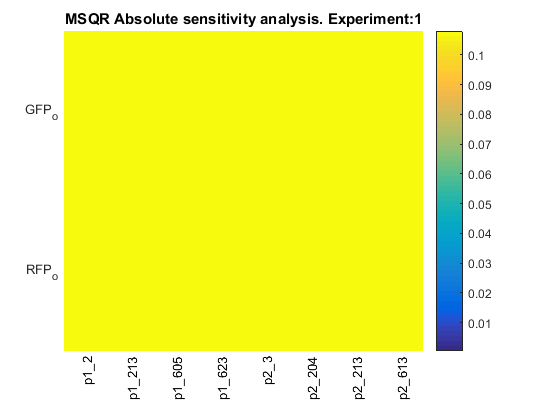 MSQR Absolute sensitivity analysis. Experiment:1
GFPo
RFPo
p1_2
p1_213
p1_605
p1_623
p2_3
p2_204
p2_213
p2_613
0.1
0.09
0.08
0.07
0.06
0.05
0.04
0.03
0.02
0.01